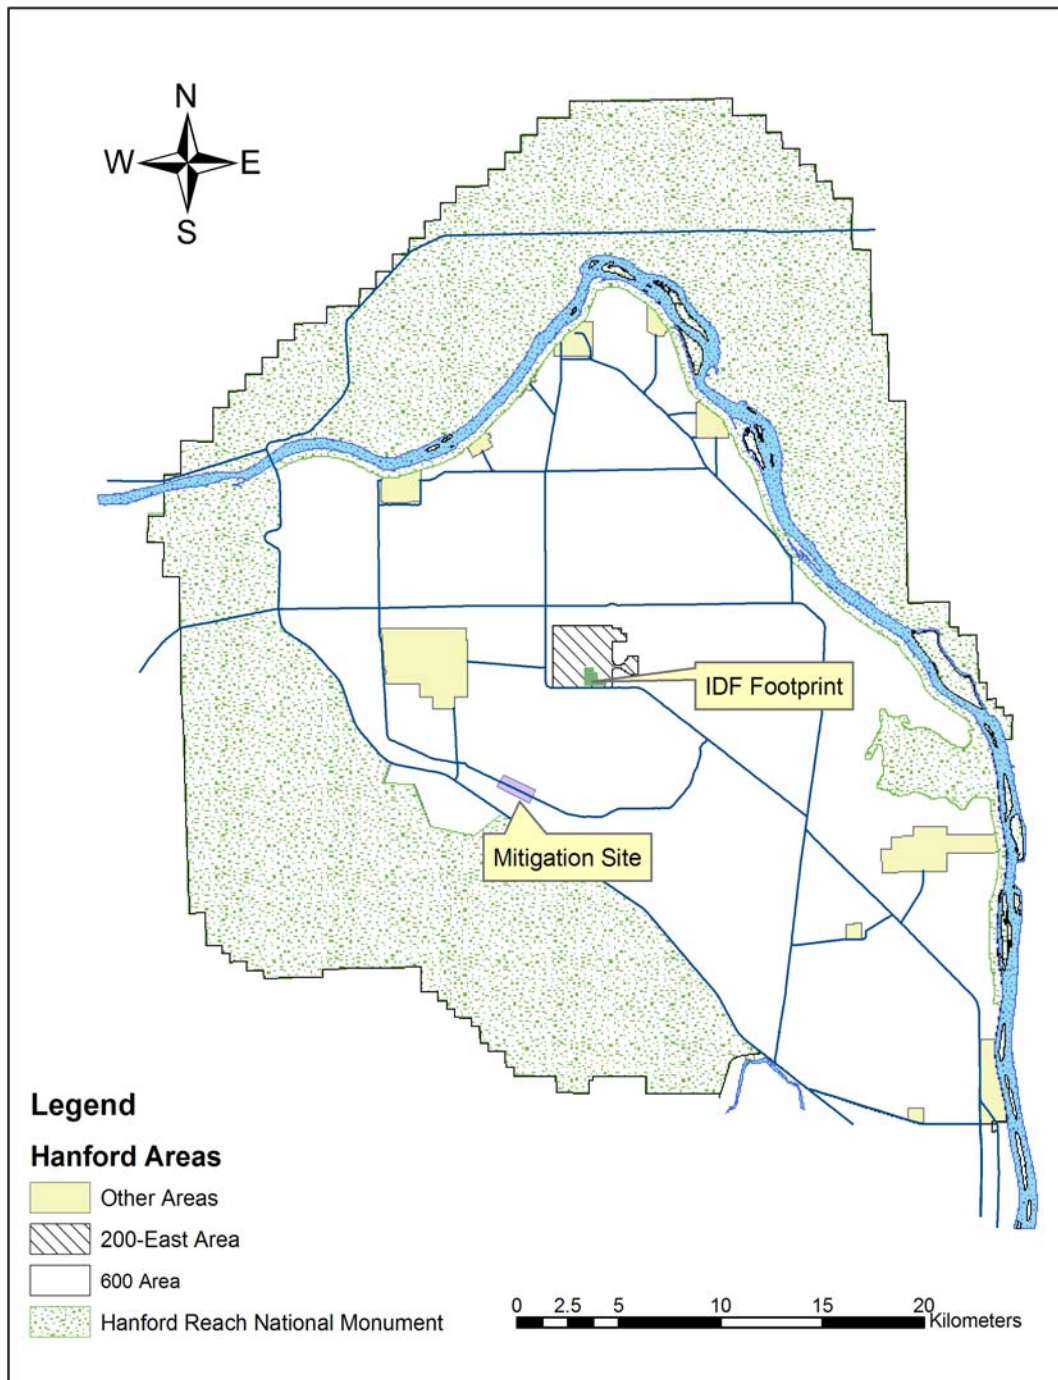 N
W E
S
IDF Footprint
Mitigation Site
Legend
Hanford Areas
Other Areas
200-East Area
600 Area
Hanford Reach National Monument
0 2.5 5 10 15 20
Kilometers